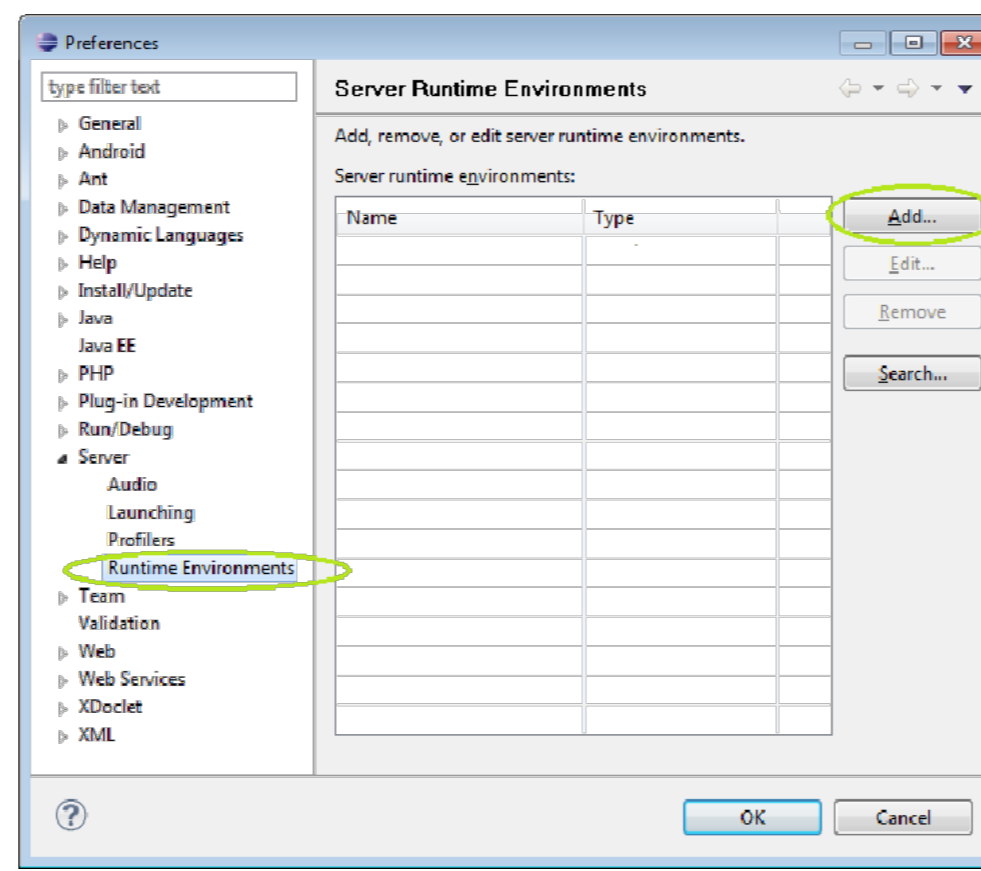 Preferences
type filter text
General
Android
Ant
Data Management
Dynamic Languages
Help
Install/Update
Java
Java EE
PHP
Plug-in Development
Run/Debug
Server
Audio
Launching
Profilers
Runtime Environments
Team
Validation
Web
Web Services
XDoclet
XML
Server Runtime Environments
Add, remove, or edit server runtime environments.
Server runtime environments:
Name Type
Add...
Edit...
Remove
Search...
?
OK Cancel